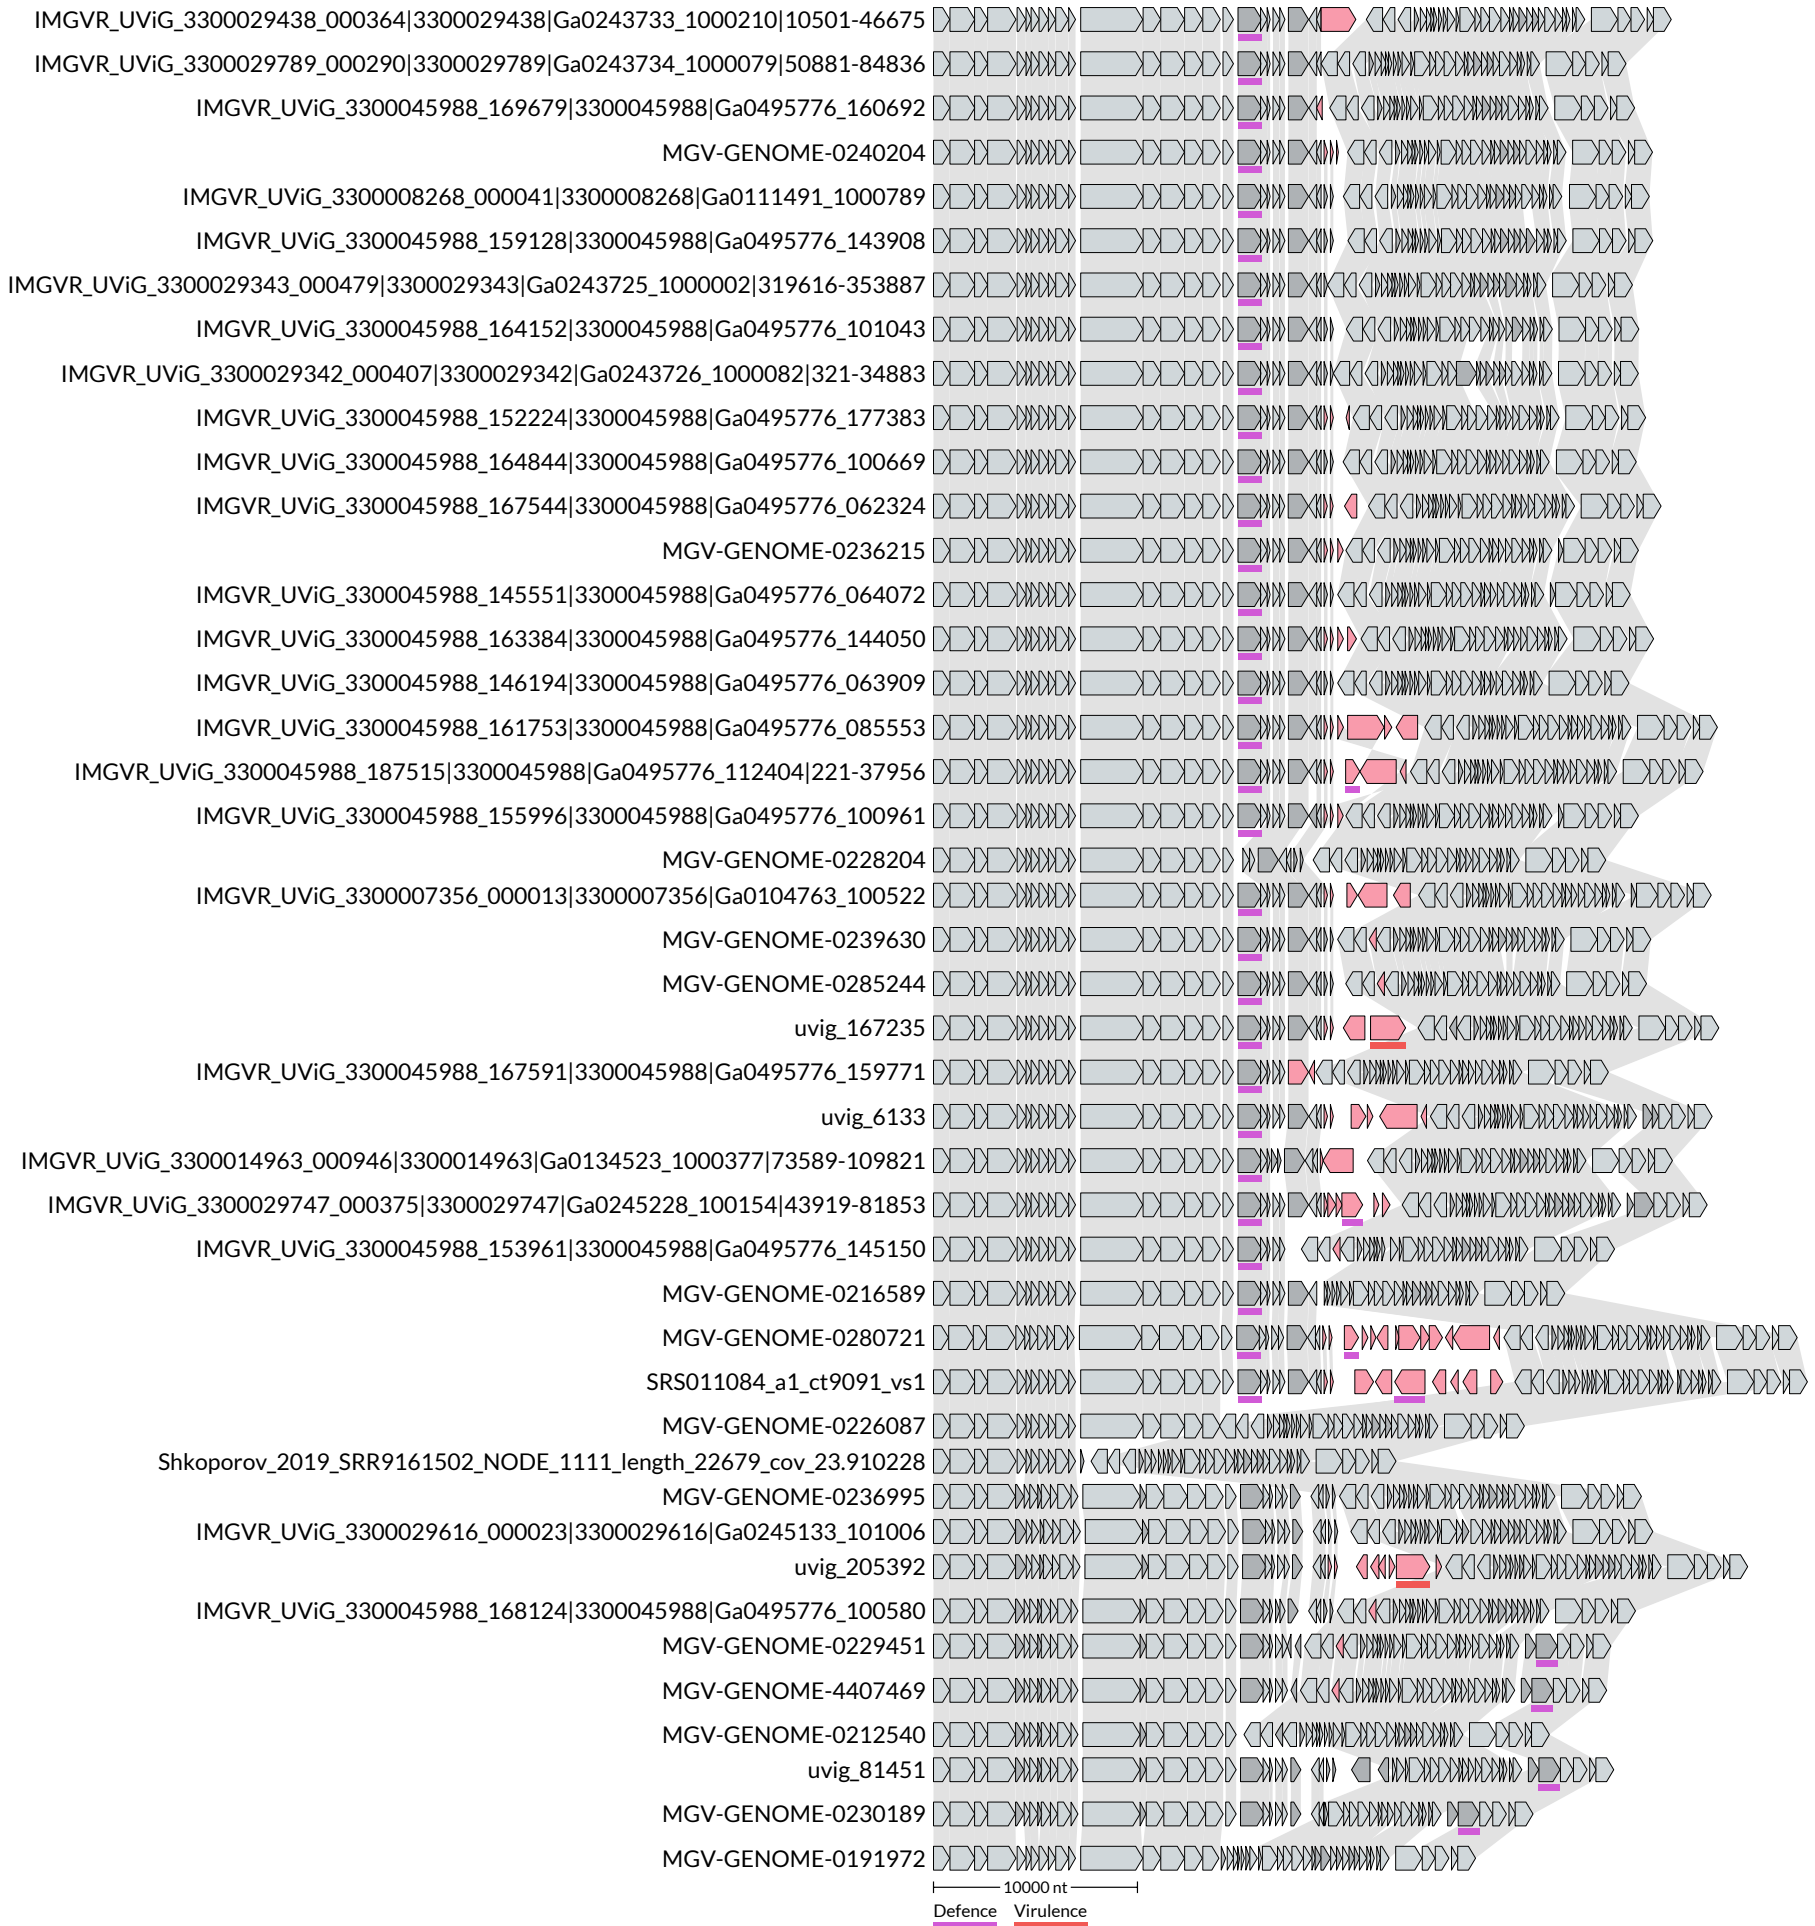 IMGVR_UViG_3300029438_000364|3300029438|Ga0243733_1000210|10501-46675
IMGVR_UViG_3300029789_000290|3300029789|Ga0243734_1000079|50881-84836
IMGVR_UViG_3300045988_169679|3300045988|Ga0495776_160692
MGV-GENOME-0240204
IMGVR_UViG_3300008268_000041|3300008268|Ga0111491_1000789
IMGVR_UViG_3300045988_159128|3300045988|Ga0495776_143908
IMGVR_UViG_3300029343_000479|3300029343|Ga0243725_1000002|319616-353887
IMGVR_UViG_3300045988_164152|3300045988|Ga0495776_101043
IMGVR_UViG_3300029342_000407|3300029342|Ga0243726_1000082|321-34883
IMGVR_UViG_3300045988_152224|3300045988|Ga0495776_177383
IMGVR_UViG_3300045988_164844|3300045988|Ga0495776_100669
IMGVR_UViG_3300045988_167544|3300045988|Ga0495776_062324
MGV-GENOME-0236215
IMGVR_UViG_3300045988_145551|3300045988|Ga0495776_064072
IMGVR_UViG_3300045988_163384|3300045988|Ga0495776_144050
IMGVR_UViG_3300045988_146194|3300045988|Ga0495776_063909
IMGVR_UViG_3300045988_161753|3300045988|Ga0495776_085553
IMGVR_UViG_3300045988_187515|3300045988|Ga0495776_112404|221-37956
IMGVR_UViG_3300045988_155996|3300045988|Ga0495776_100961
MGV-GENOME-0228204
IMGVR_UViG_3300007356_000013|3300007356|Ga0104763_100522
MGV-GENOME-0239630
MGV-GENOME-0285244
uvig_167235
IMGVR_UViG_3300045988_167591|3300045988|Ga0495776_159771
uvig_6133
IMGVR_UViG_3300014963_000946|3300014963|Ga0134523_1000377|73589-109821
IMGVR_UViG_3300029747_000375|3300029747|Ga0245228_100154|43919-81853
IMGVR_UViG_3300045988_153961|3300045988|Ga0495776_145150
MGV-GENOME-0216589
MGV-GENOME-0280721
SRS011084_a1_ct9091_vs1
MGV-GENOME-0226087
Shkoporov_2019_SRR9161502_NODE_1111_length_22679_cov_23.910228
MGV-GENOME-0236995
IMGVR_UViG_3300029616_000023|3300029616|Ga0245133_101006
uvig_205392
IMGVR_UViG_3300045988_168124|3300045988|Ga0495776_100580
MGV-GENOME-0229451
MGV-GENOME-4407469
MGV-GENOME-0212540
uvig_81451
MGV-GENOME-0230189
MGV-GENOME-0191972
10000 nt
Defence Virulence